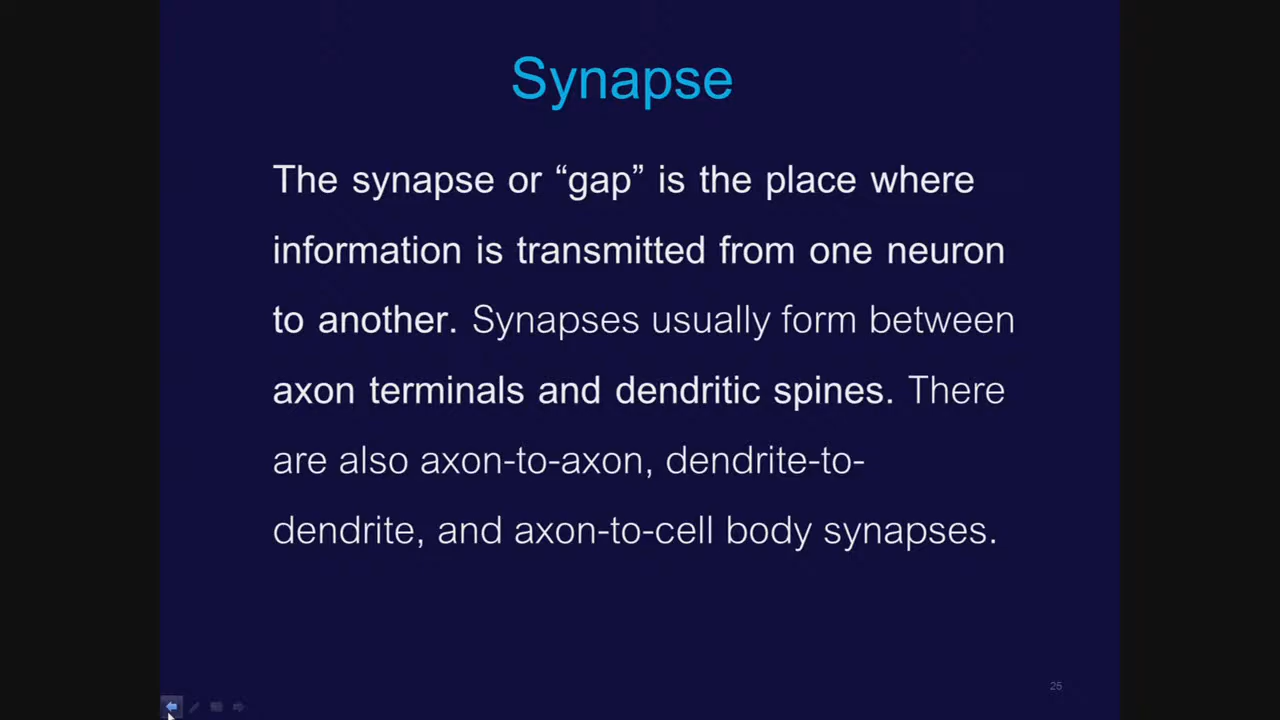 Synapse
The synapse or “gap” is the place where
information is transmitted from one neuron
to another. Synapses usually form between
axon terminals and dendritic spines. There
are also axon-to-axon, dendrite-to-
dendrite, and axon-to-cell body synapses.
25